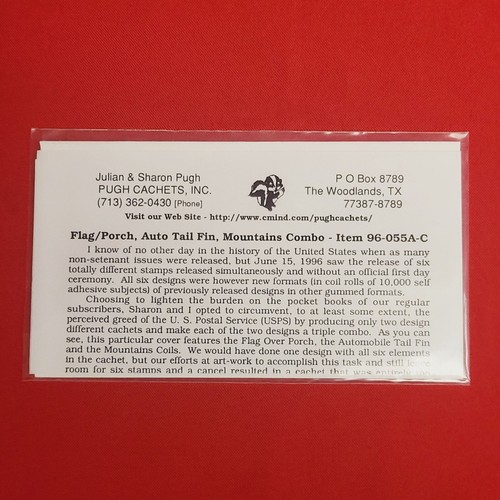 Julian & Sharon Pugh
PUGH CACHETS, INC.
(713) 362-0430 [Phone]
P O Box 8789
The Woodlands, TX
77387-8789
Visit our Web Site - http://www.cmind.com/pughcachets/
Flag/Porch, Auto Tail Fin, Mountains Combo - Item 96-055A-C
I know of no other day in the history of the United States when as many
non-setenant issues were released, but June 15, 1996 saw the release of six
totally different stamps released simultaneously and without an official first day
ceremony. All six designs were however new formats (in coil rolls of 10,000 self
adhesive subjects) of previously released designs in other gummed formats.
Choosing to lighten the burden on the pocket books of our regular
subscribers, Sharon and I opted to circumvent, to at least some extent, the
perceived greed of the U. S. Postal Service (USPS) by producing only two design
different cachets and make each of the two designs a triple combo. As you can
see, this particular cover features the Flag Over Porch, the Automobile Tail Fin
and the Mountains Coils. We would have done one design with all six elements
in the cachet, but our efforts at art-work to accomplish this task and still leave
room for six stamps and a cancel resulted in a cachet that was